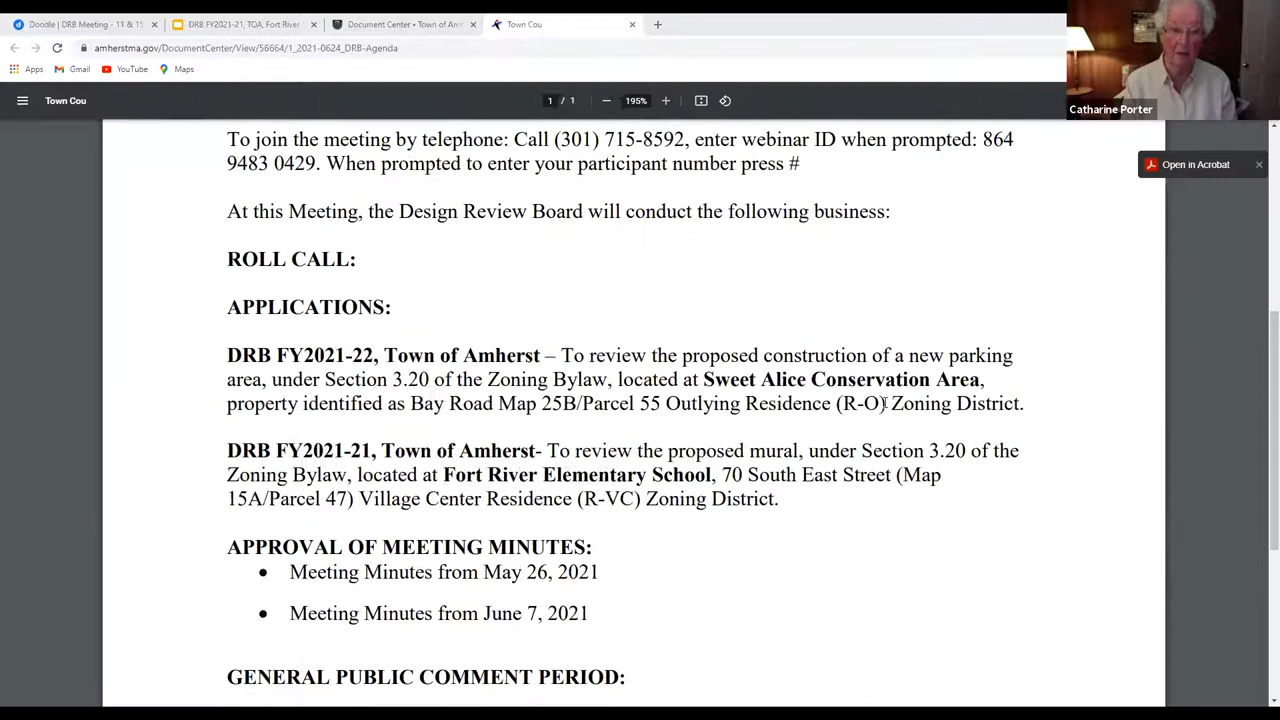 Doodle | DRB Meeting - 11 & 15
DRB FY2021-21, TOA, Fort River
Document Center • Town of Am
Town Cou
amherstma.gov/DocumentCenter/View/56664/1_2021-0624_DRB-Agenda
Apps
Gmail
YouTube
Maps
Town Cou
1 / 1
195%
Catharine Porter
Open in Acrobat
To join the meeting by telephone: Call (301) 715-8592, enter webinar ID when prompted: 864
9483 0429. When prompted to enter your participant number press #
At this Meeting, the Design Review Board will conduct the following business:
ROLL CALL:
APPLICATIONS:
DRB FY2021-22, Town of Amherst – To review the proposed construction of a new parking
area, under Section 3.20 of the Zoning Bylaw, located at Sweet Alice Conservation Area,
property identified as Bay Road Map 25B/Parcel 55 Outlying Residence (R-O) Zoning District.
DRB FY2021-21, Town of Amherst- To review the proposed mural, under Section 3.20 of the
Zoning Bylaw, located at Fort River Elementary School, 70 South East Street (Map
15A/Parcel 47) Village Center Residence (R-VC) Zoning District.
APPROVAL OF MEETING MINUTES:
• Meeting Minutes from May 26, 2021
• Meeting Minutes from June 7, 2021
GENERAL PUBLIC COMMENT PERIOD: